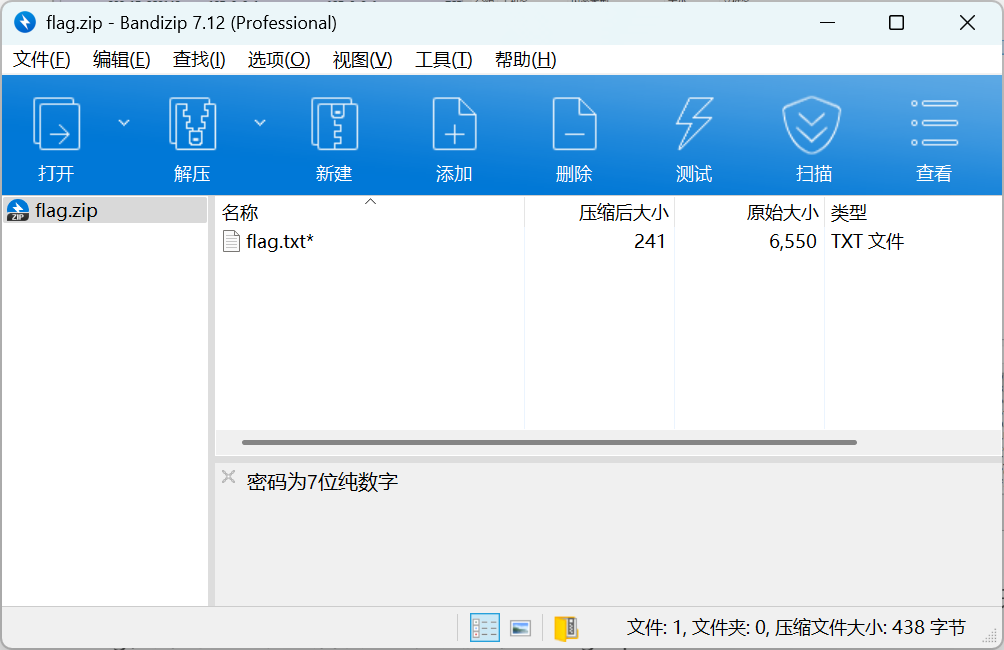 flag.zip - Bandizip 7.12 (Professional)
文件(F) 编辑(E) 查找(I) 选项(O) 视图(V) 工具(T) 帮助(H)
打开 解压 新建 添加 删除 测试 扫描 查看
flag.zip
名称 压缩后大小 原始大小 类型
flag.txt* 241 6,550 TXT 文件
密码为7位纯数字
文件: 1, 文件夹: 0, 压缩文件大小: 438 字节